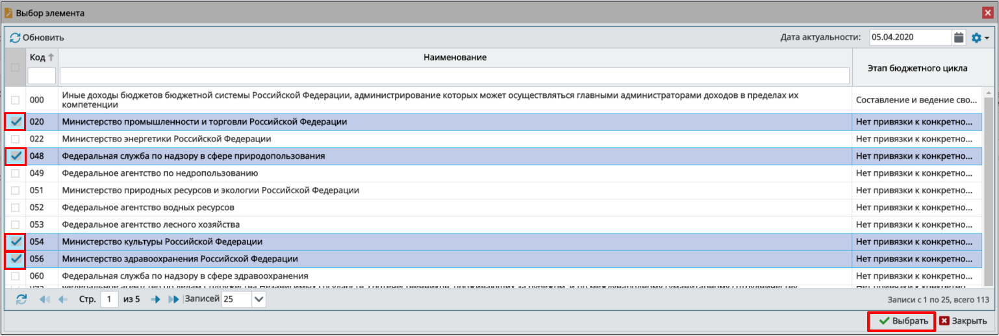 Выбор элемента
Обновить
Дата актуальности: 05.04.2020
Код Наименование Этап бюджетного цикла
000 Иные доходы бюджетов бюджетной системы Российской Федерации, администрирование которых может осуществляться главными администраторами доходов в пределах их
компетенции
Составление и ведение сво...
020 Министерство промышленности и торговли Российской Федерации Нет привязки к конкретно...
022 Министерство энергетики Российской Федерации Нет привязки к конкретно...
048 Федеральная служба по надзору в сфере природопользования Нет привязки к конкретно...
049 Федеральное агентство по недропользованию Нет привязки к конкретно...
051 Министерство природных ресурсов и экологии Российской Федерации Нет привязки к конкретно...
052 Федеральное агентство водных ресурсов Нет привязки к конкретно...
053 Федеральное агентство лесного хозяйства Нет привязки к конкретно...
054 Министерство культуры Российской Федерации Нет привязки к конкретно...
056 Министерство здравоохранения Российской Федерации Нет привязки к конкретно...
060 Федеральная служба по надзору в сфере здравоохранения Нет привязки к конкретно...
Стр. 1 из 5 Записей 25 Записи с 1 по 25, всего 113
Выбрать Закрыть